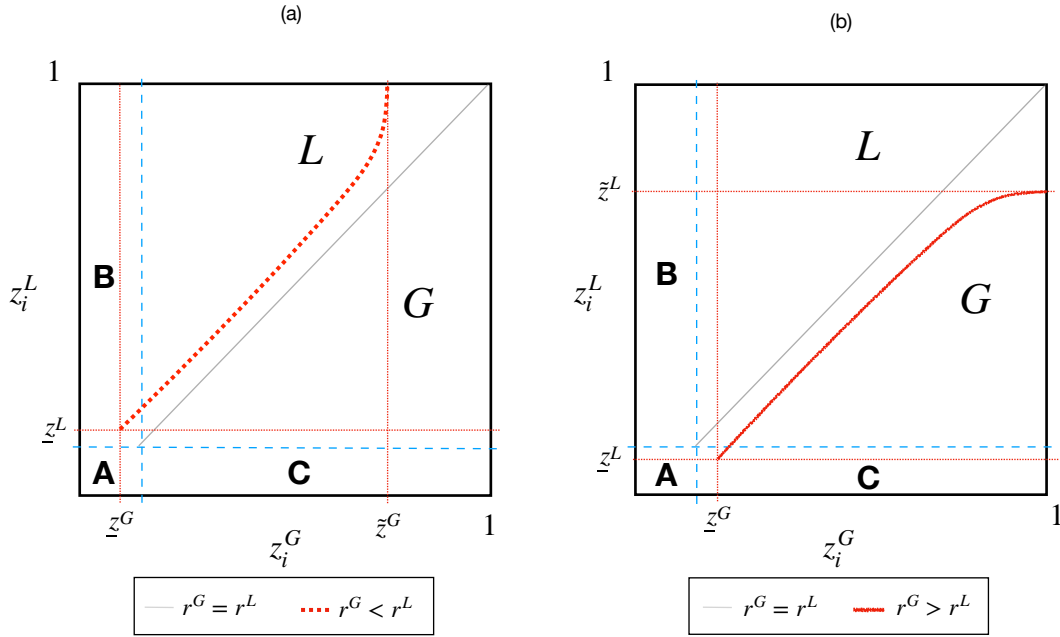 (a)
1
L
B
G
z_i^L
z̲^L
A
C
z̲^G
z̃^G
1
z_i^G
r^G = r^L
r^G < r^L
(b)
1
L
z̃^L
B
z_i^L
G
z̲^L
A
C
z̲^G
1
z_i^G
r^G = r^L
r^G > r^L